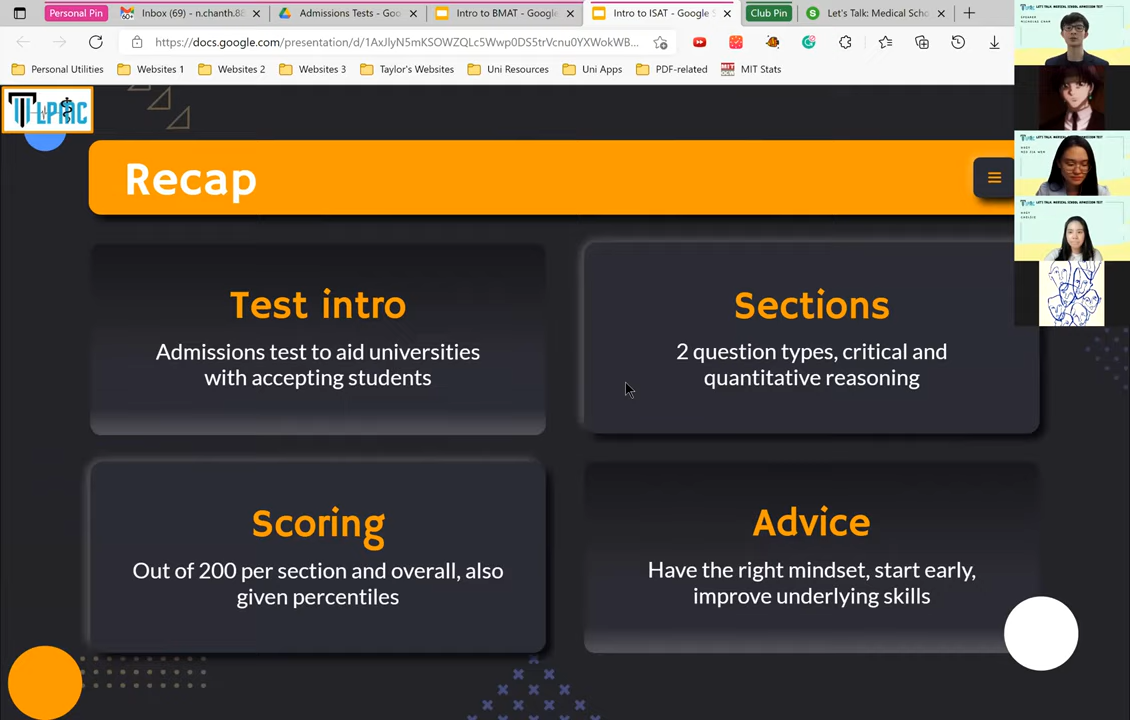 Personal Pin
Inbox (69) - n.chanth.88
Admissions Tests - Goo
Intro to BMAT - Google
Intro to ISAT - Google S
Club Pin
Let's Talk: Medical Scho
https://docs.google.com/presentation/d/1AxJlyN5mKSOWZQLc5Wwp0DS5trVcnu0YXWokWB...
Personal Utilities
Websites 1
Websites 2
Websites 3
Taylor's Websites
Uni Resources
Uni Apps
PDF-related
MIT Stats
TLPMC
Recap
Test intro
Admissions test to aid universities
with accepting students
Sections
2 question types, critical and
quantitative reasoning
Scoring
Out of 200 per section and overall, also
given percentiles
Advice
Have the right mindset, start early,
improve underlying skills